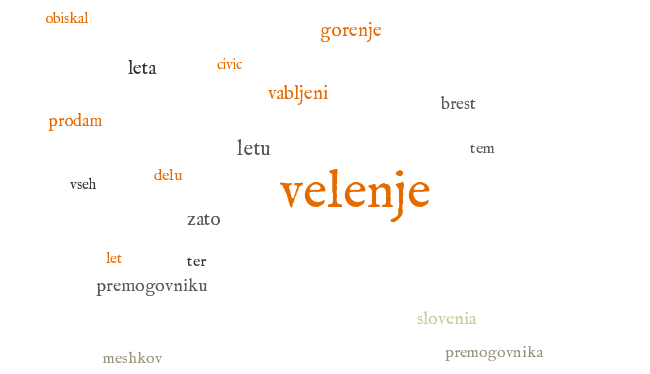 obiskal
gorenje
leta
civic
vabljeni
brest
prodam
letu
tem
delu
vseh
velenje
zato
let
ter
premogovniku
slovenia
premogovnika
meshkov